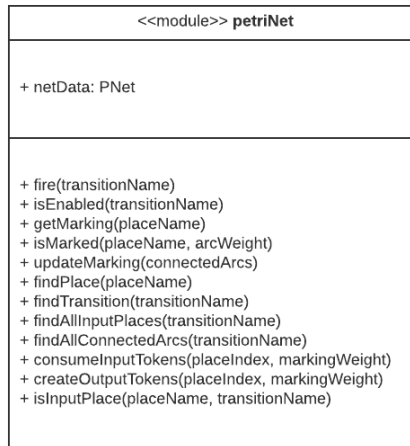 <<module>> petriNet
+ netData: PNet
+ fire(transitionName)
+ isEnabled(transitionName)
+ getMarking(placeName)
+ isMarked(placeName, arcWeight)
+ updateMarking(connectedArcs)
+ findPlace(placeName)
+ findTransition(transitionName)
+ findAllInputPlaces(transitionName)
+ findAllConnectedArcs(transitionName)
+ consumeInputTokens(placeIndex, markingWeight)
+ createOutputTokens(placeIndex, markingWeight)
+ isInputPlace(placeName, transitionName)